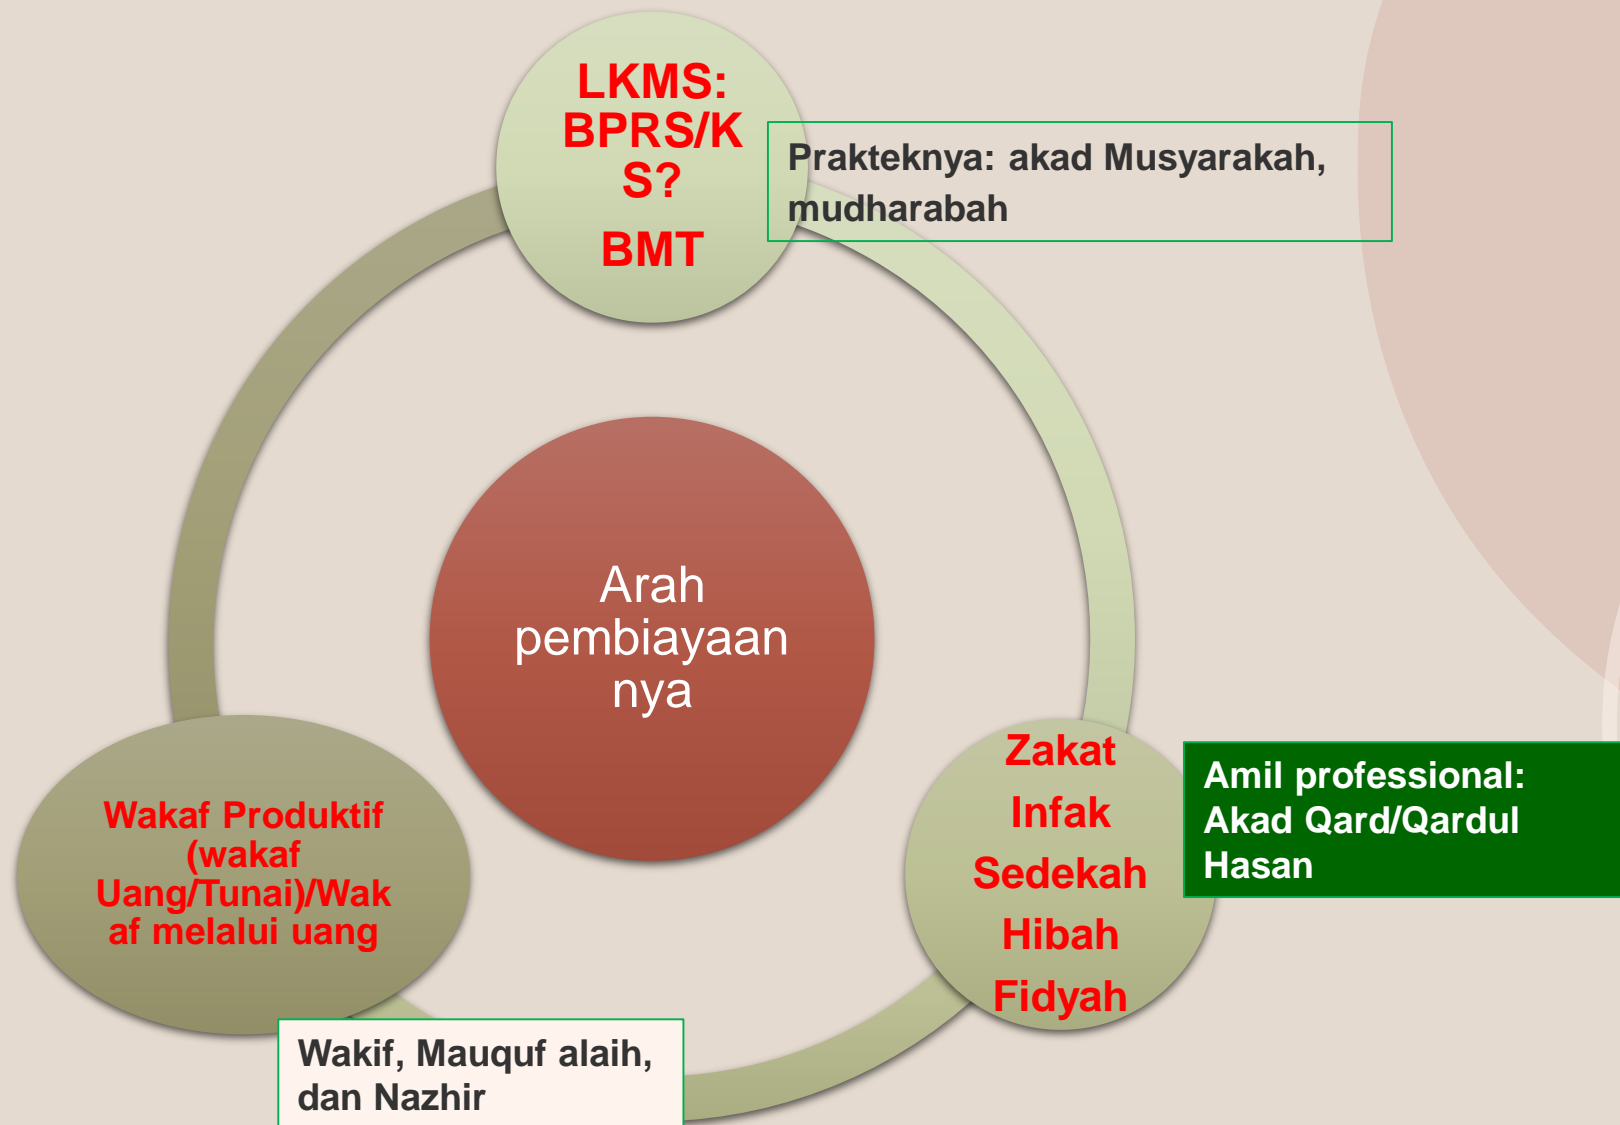 LKMS:
BPRS/K
S?
BMT
Prakteknya: akad Musyarakah,
mudharabah
Arah
pembiayaan
nya
Zakat
Infak
Sedekah
Hibah
Fidyah
Amil professional:
Akad Qard/Qardul
Hasan
Wakaf Produktif
(wakaf
Uang/Tunai)/Wak
af melalui uang
Wakif, Mauquf alaih,
dan Nazhir